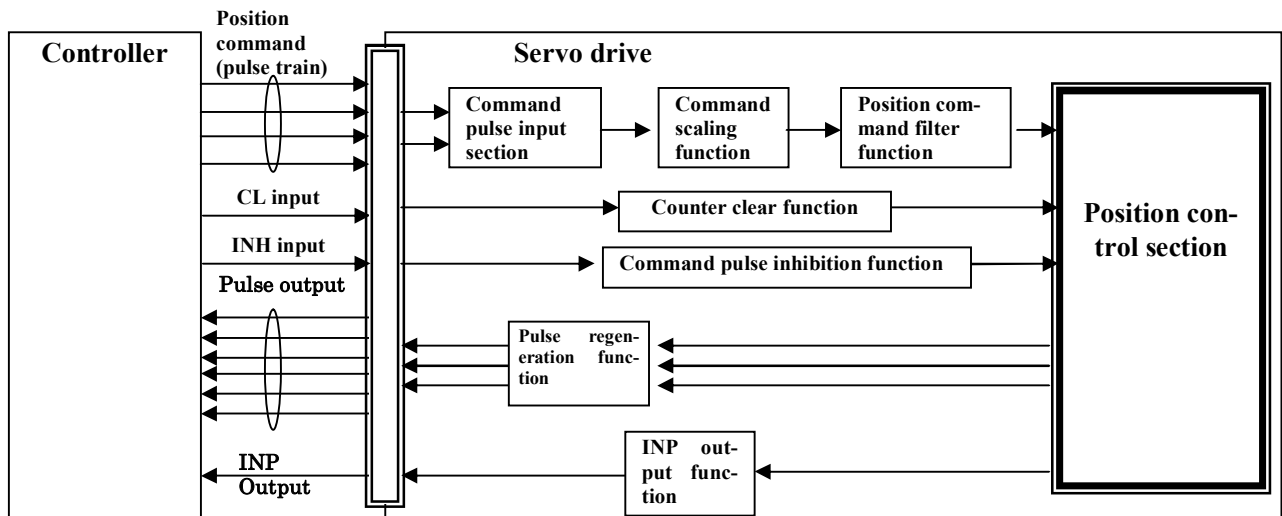 Position
command
(pulse train)
Controller
Servo drive
Command
pulse input
section
Command
scaling
function
Position com-
mand filter
function
CL input
Counter clear function
Position con-
trol section
INH input
Command pulse inhibition function
Pulse output
Pulse regen-
eration func-
tion
INP out-
put func-
tion
INP
Output